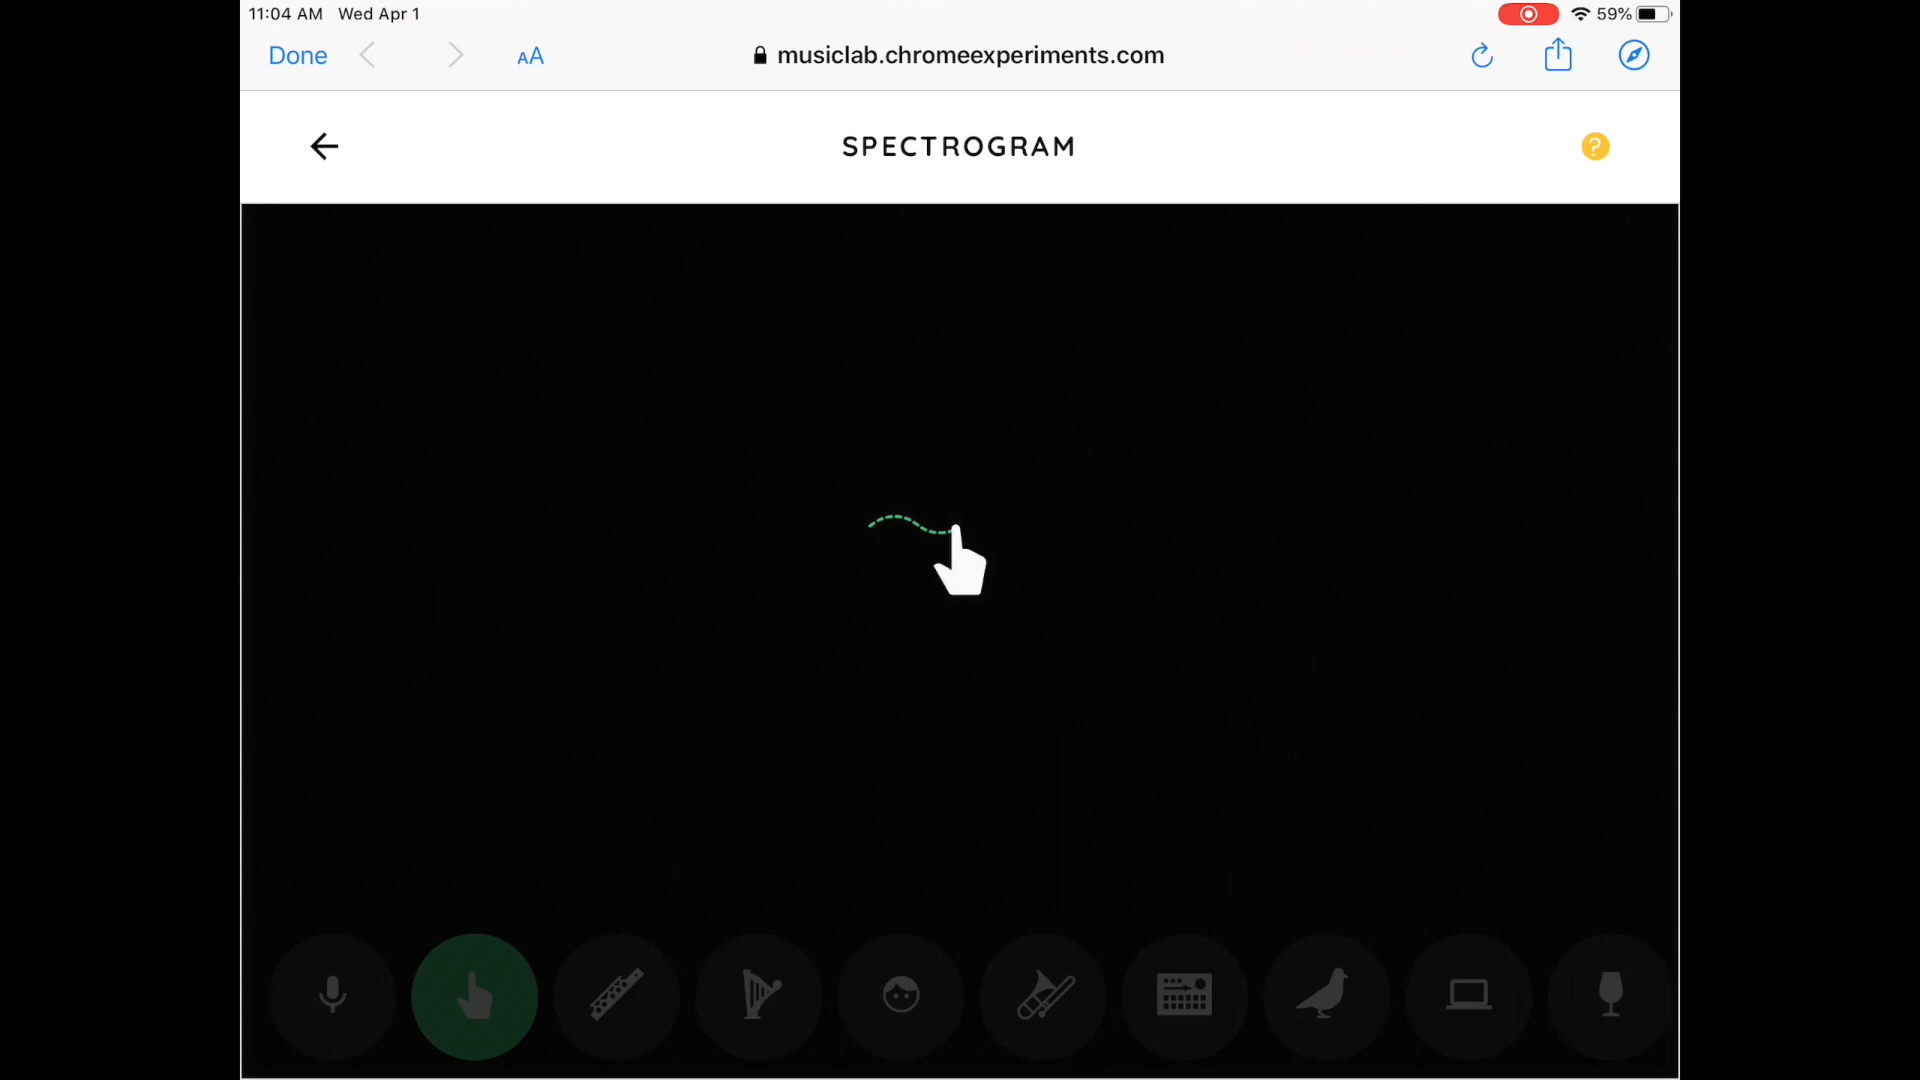 11:04 AM Wed Apr 1 59%
Done AA musiclab.chromeexperiments.com
SPECTROGRAM ?